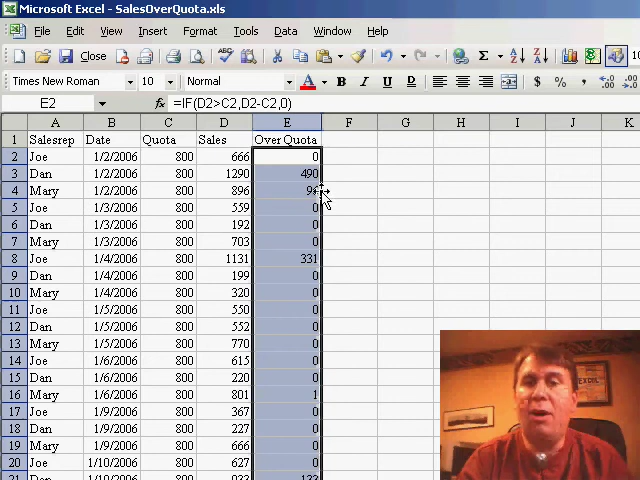 Microsoft Excel - SalesOverQuota.xls
File Edit View Insert Format Tools Data Window Help
Close
Times New Roman 10 Normal A B I U $ %
E2 fx =IF(D2>C2,D2-C2,0)
A B C D E F G H I J K
1 Salesrep Date Quota Sales Over Quota
2 Joe 1/2/2006 800 666 0
3 Dan 1/2/2006 800 1290 490
4 Mary 1/2/2006 800 896
5 Joe 1/3/2006 800 559 0
6 Dan 1/3/2006 800 192 0
7 Mary 1/3/2006 800 703 0
8 Joe 1/4/2006 800 1131 331
9 Dan 1/4/2006 800 199 0
10 Mary 1/4/2006 800 320 0
11 Joe 1/5/2006 800 550 0
12 Dan 1/5/2006 800 552 0
13 Mary 1/5/2006 800 770 0
14 Joe 1/6/2006 800 615 0
15 Dan 1/6/2006 800 220 0
16 Mary 1/6/2006 800 801 1
17 Joe 1/9/2006 800 367 0
18 Dan 1/9/2006 800 227 0
19 Mary 1/9/2006 800 666 0
20 Joe 1/10/2006 800 627 0
21 Dan 1/10/2006 800